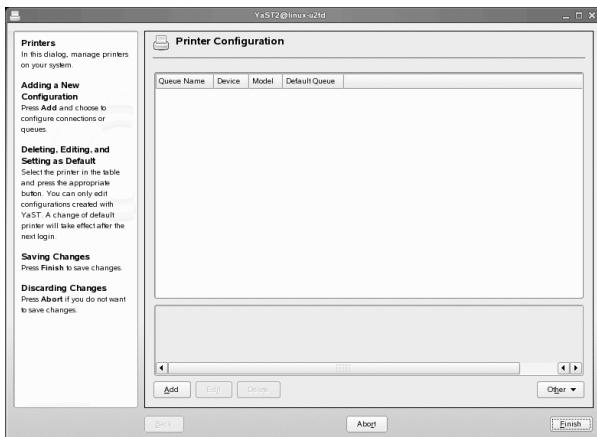 YaST2@linux-u2fd
Printers
In this dialog, manage printers
on your system.
Adding a New
Configuration
Press Add and choose to
configure connections or
queues.
Deleting, Editing, and
Setting as Default
Select the printer in the table
and press the appropriate
button. You can only edit
configurations created with
YaST. A change of default
printer will take effect after the
next login.
Saving Changes
Press Finish to save changes.
Discarding Changes
Press Abort if you do not want
to save changes.
Printer Configuration
Queue Name Device Model Default Queue
Add Edit Delete Other
Back Abort Finish